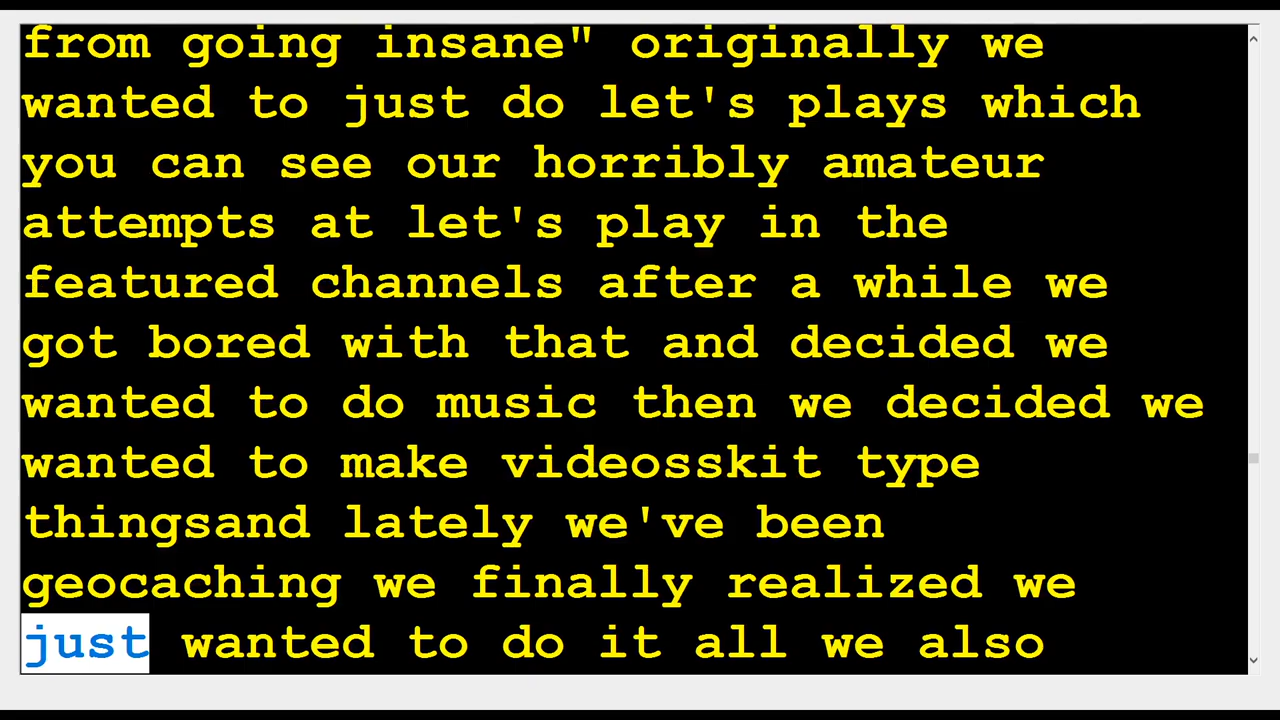 from going insane" originally we
wanted to just do let's plays which
you can see our horribly amateur
attempts at let's play in the
featured channels after a while we
got bored with that and decided we
wanted to do music then we decided we
wanted to make videosskit type
thingsand lately we've been
geocaching we finally realized we
just wanted to do it all we also